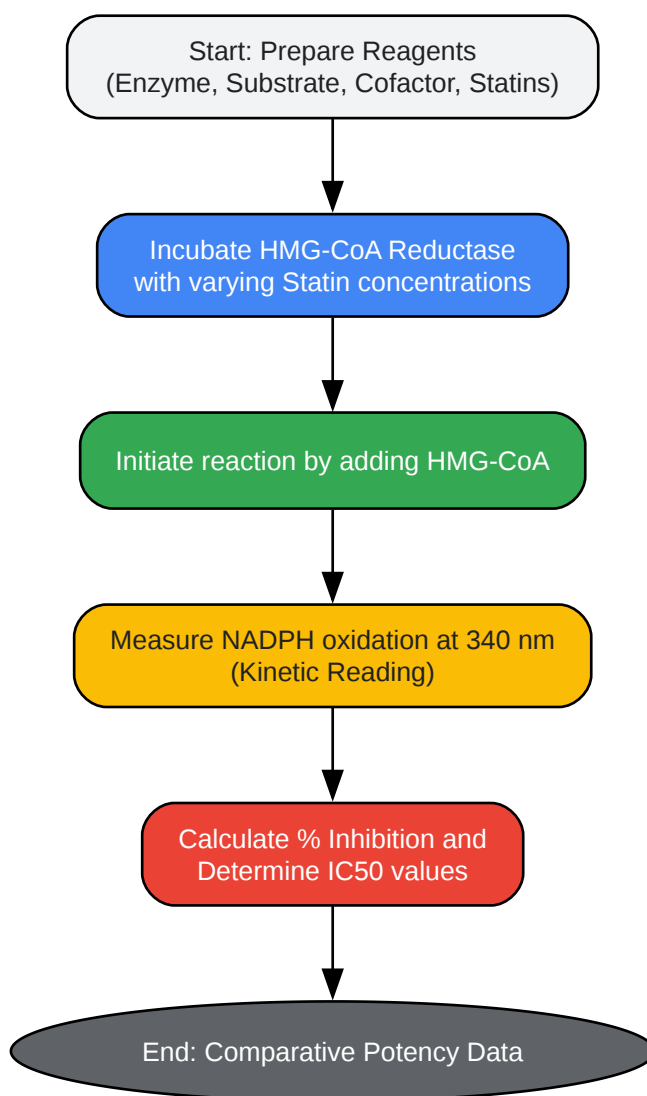 Start: Prepare Reagents
(Enzyme, Substrate, Cofactor, Statins)
Incubate HMG-CoA Reductase
with varying Statin concentrations
Initiate reaction by adding HMG-CoA
Measure NADPH oxidation at 340 nm
(Kinetic Reading)
Calculate % Inhibition and
Determine IC50 values
End: Comparative Potency Data